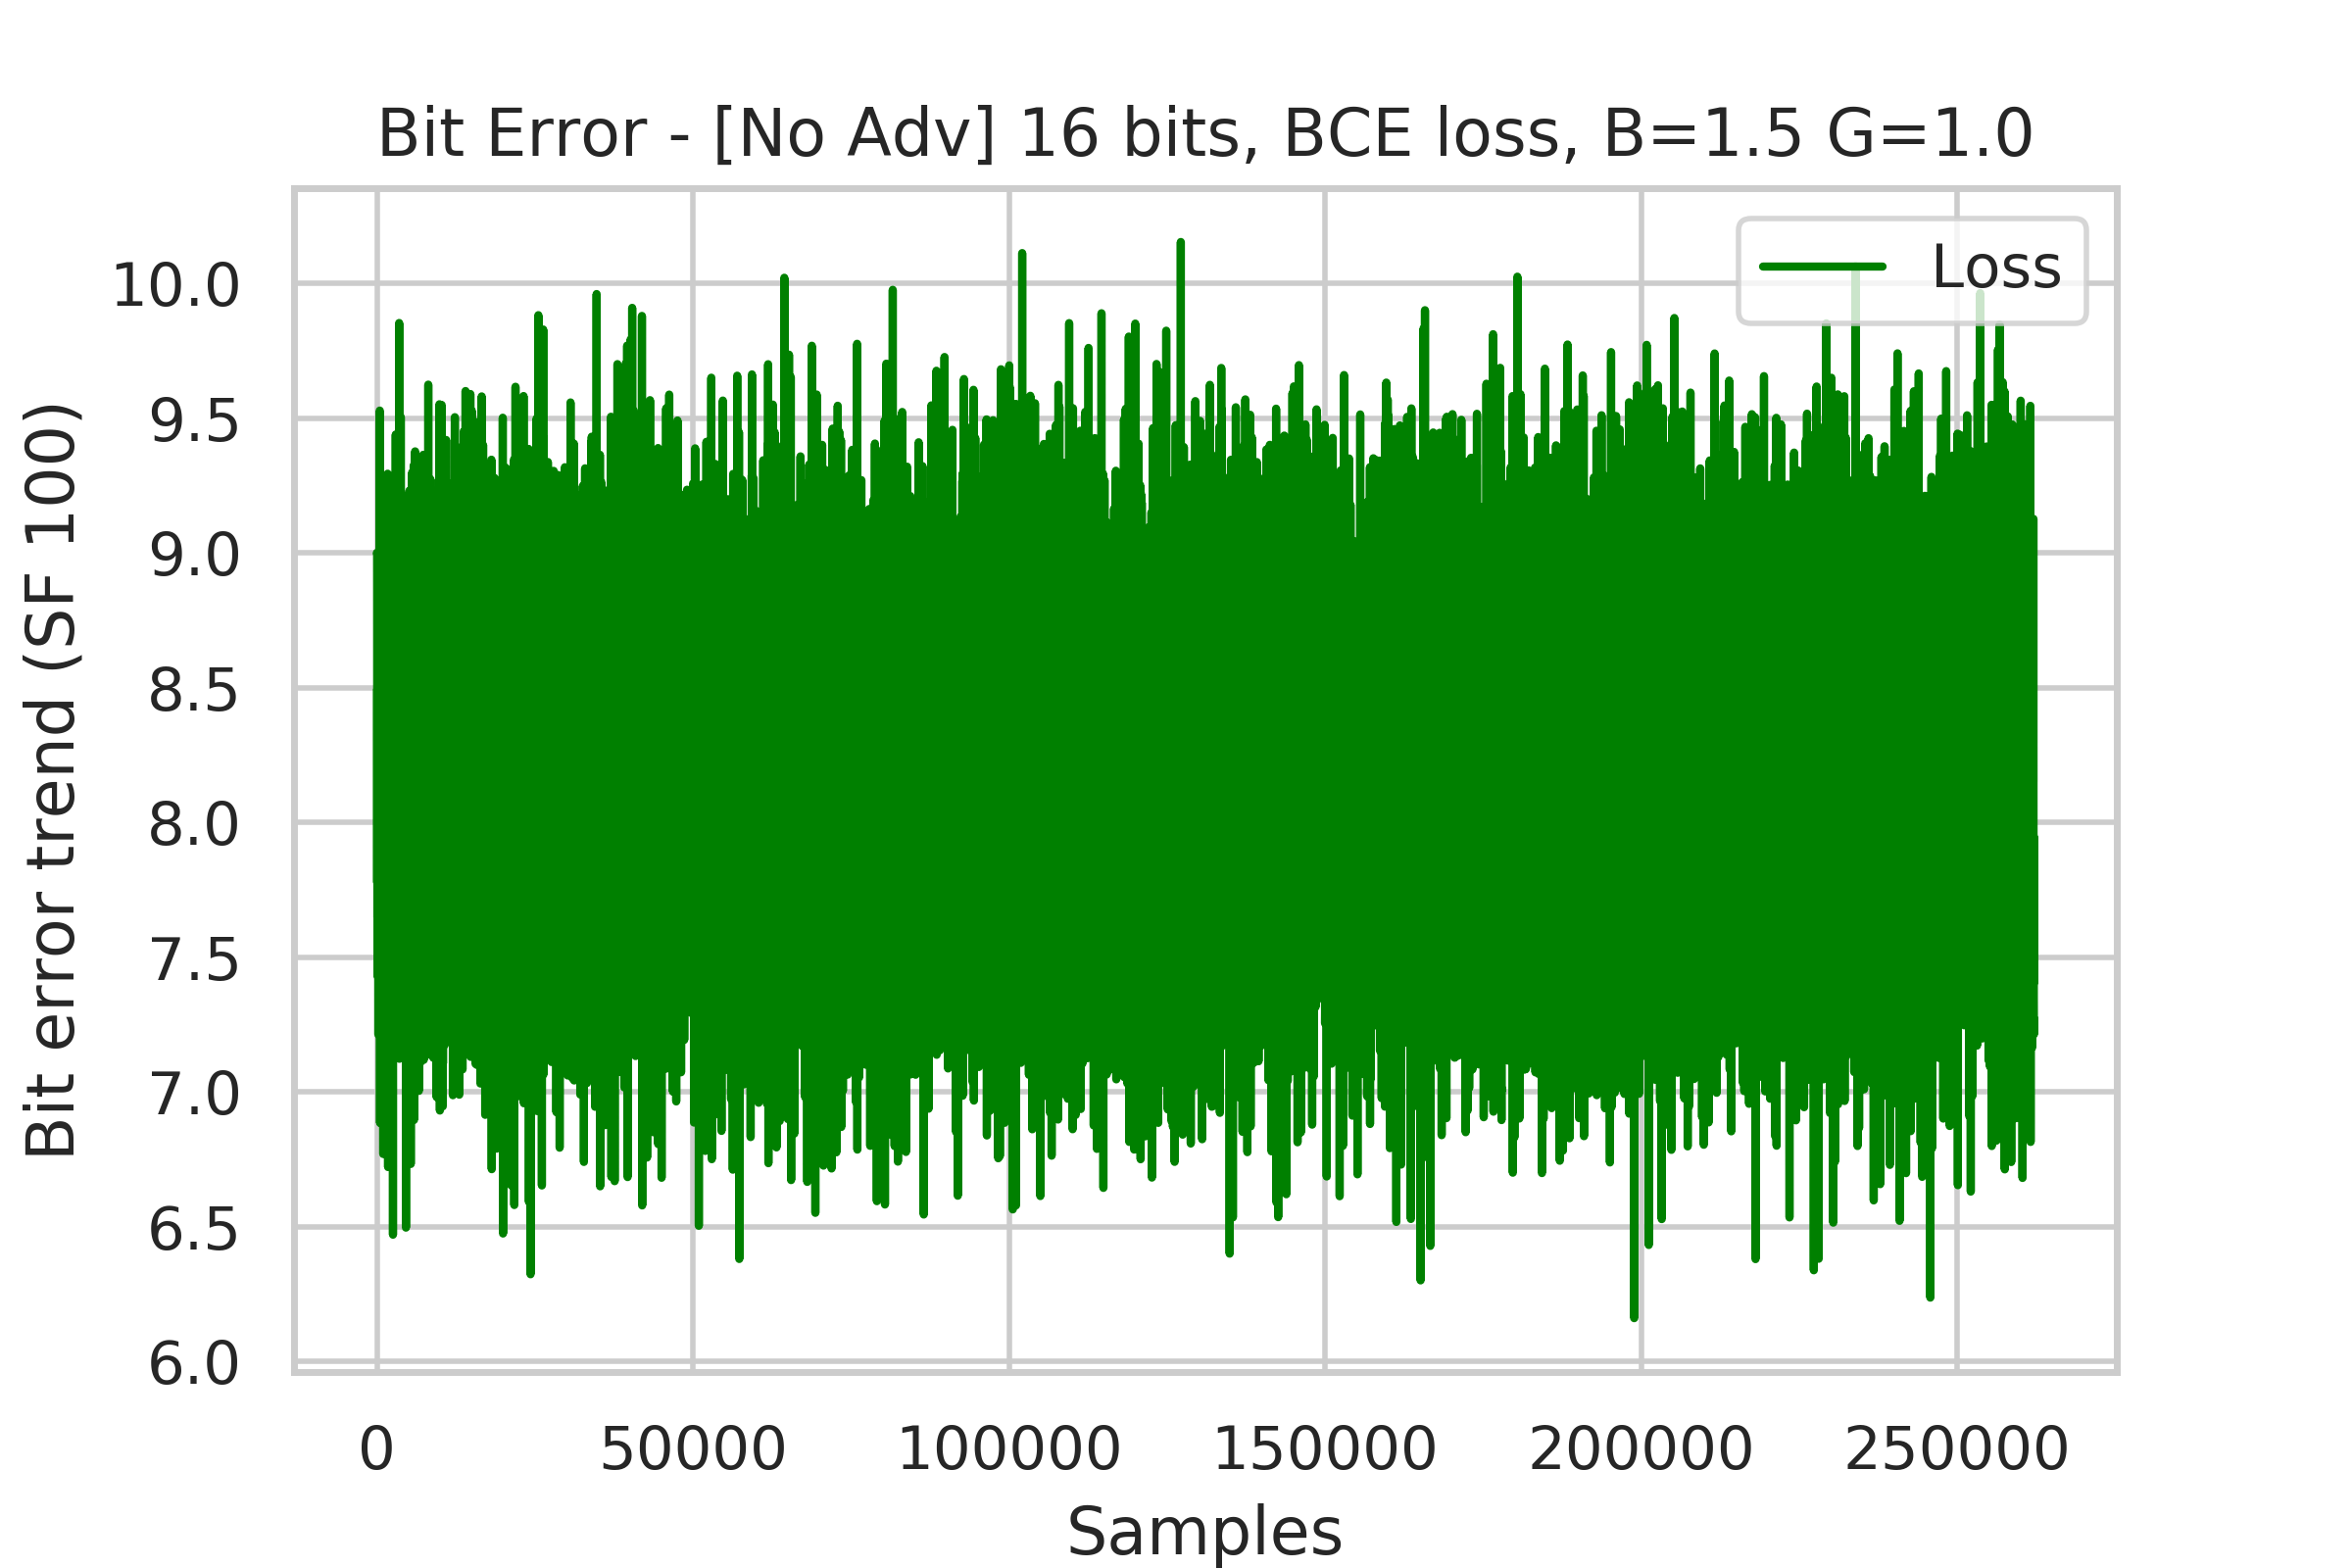 Bit Error - [No Adv] 16 bits, BCE loss, B=1.5 G=1.0
Loss
Bit error trend (SF 100)
10.0
9.5
9.0
8.5
8.0
7.5
7.0
6.5
6.0
0 50000 100000 150000 200000 250000
Samples